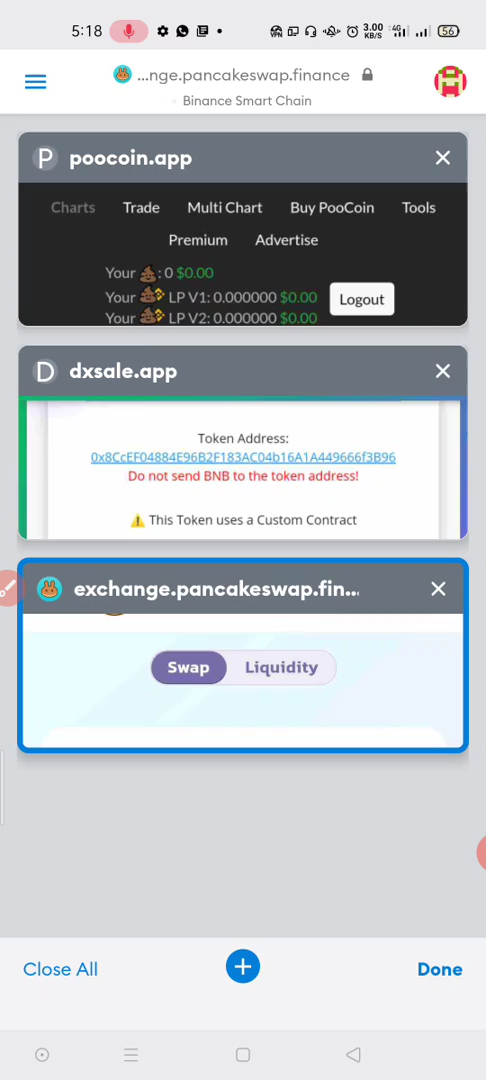 5:18
3.00
KB/S
4G
56
...nge.pancakeswap.finance
Binance Smart Chain
P poocoin.app
Charts Trade Multi Chart Buy PooCoin Tools
Premium Advertise
Your 💩: 0 $0.00
Your 💩 LP V1: 0.000000 $0.00
Logout
Your 💩 LP V2: 0.000000 $0.00
D dxsale.app
Token Address:
0x8CcEF04884E96B2F183AC04b16A1A449666f3B96
Do not send BNB to the token address!
⚠️ This Token uses a Custom Contract
exchange.pancakeswap.fin...
Swap Liquidity
Close All
Done